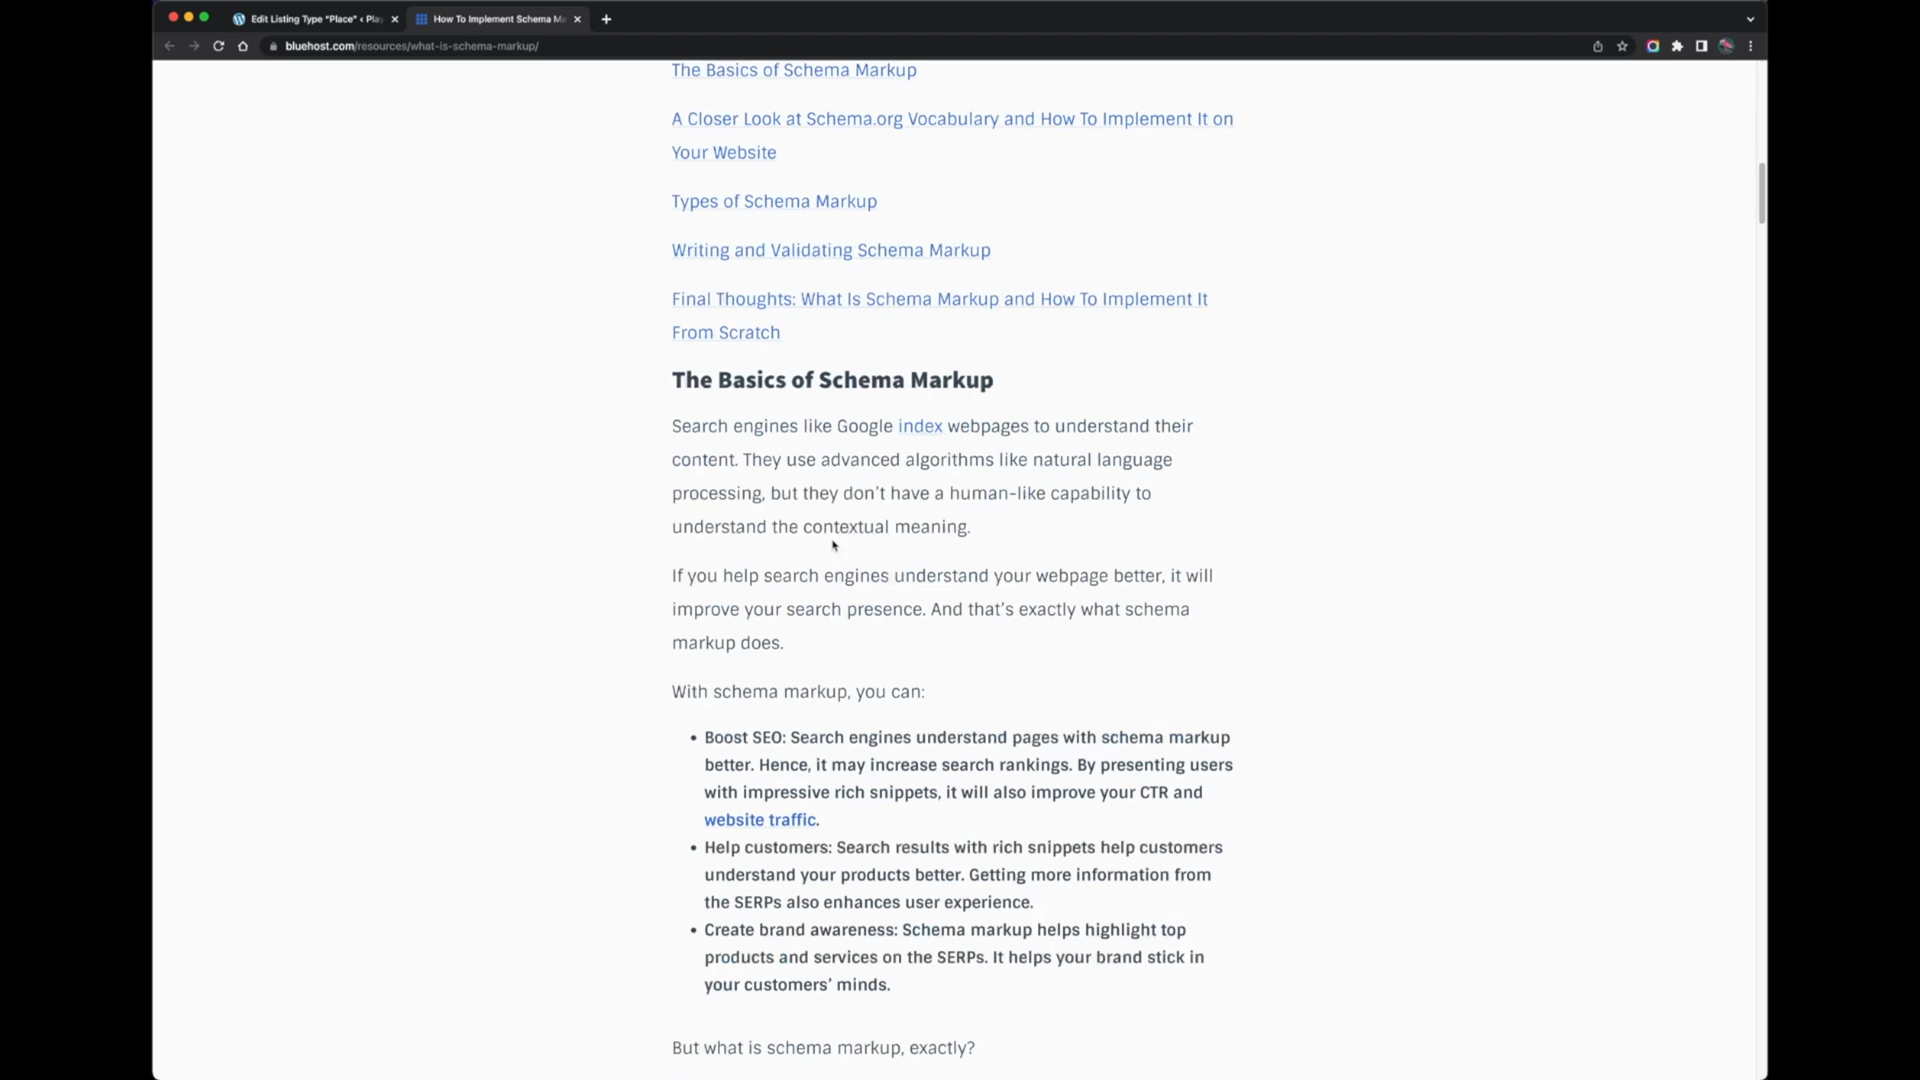 Edit Listing Type "Place" ‹ Play
How To Implement Schema Ma
bluehost.com/resources/what-is-schema-markup/
The Basics of Schema Markup
A Closer Look at Schema.org Vocabulary and How To Implement It on
Your Website
Types of Schema Markup
Writing and Validating Schema Markup
Final Thoughts: What Is Schema Markup and How To Implement It
From Scratch
The Basics of Schema Markup
Search engines like Google index webpages to understand their
content. They use advanced algorithms like natural language
processing, but they don't have a human-like capability to
understand the contextual meaning.
If you help search engines understand your webpage better, it will
improve your search presence. And that's exactly what schema
markup does.
With schema markup, you can:
• Boost SEO: Search engines understand pages with schema markup
better. Hence, it may increase search rankings. By presenting users
with impressive rich snippets, it will also improve your CTR and
website traffic.
• Help customers: Search results with rich snippets help customers
understand your products better. Getting more information from
the SERPs also enhances user experience.
• Create brand awareness: Schema markup helps highlight top
products and services on the SERPs. It helps your brand stick in
your customers' minds.
But what is schema markup, exactly?